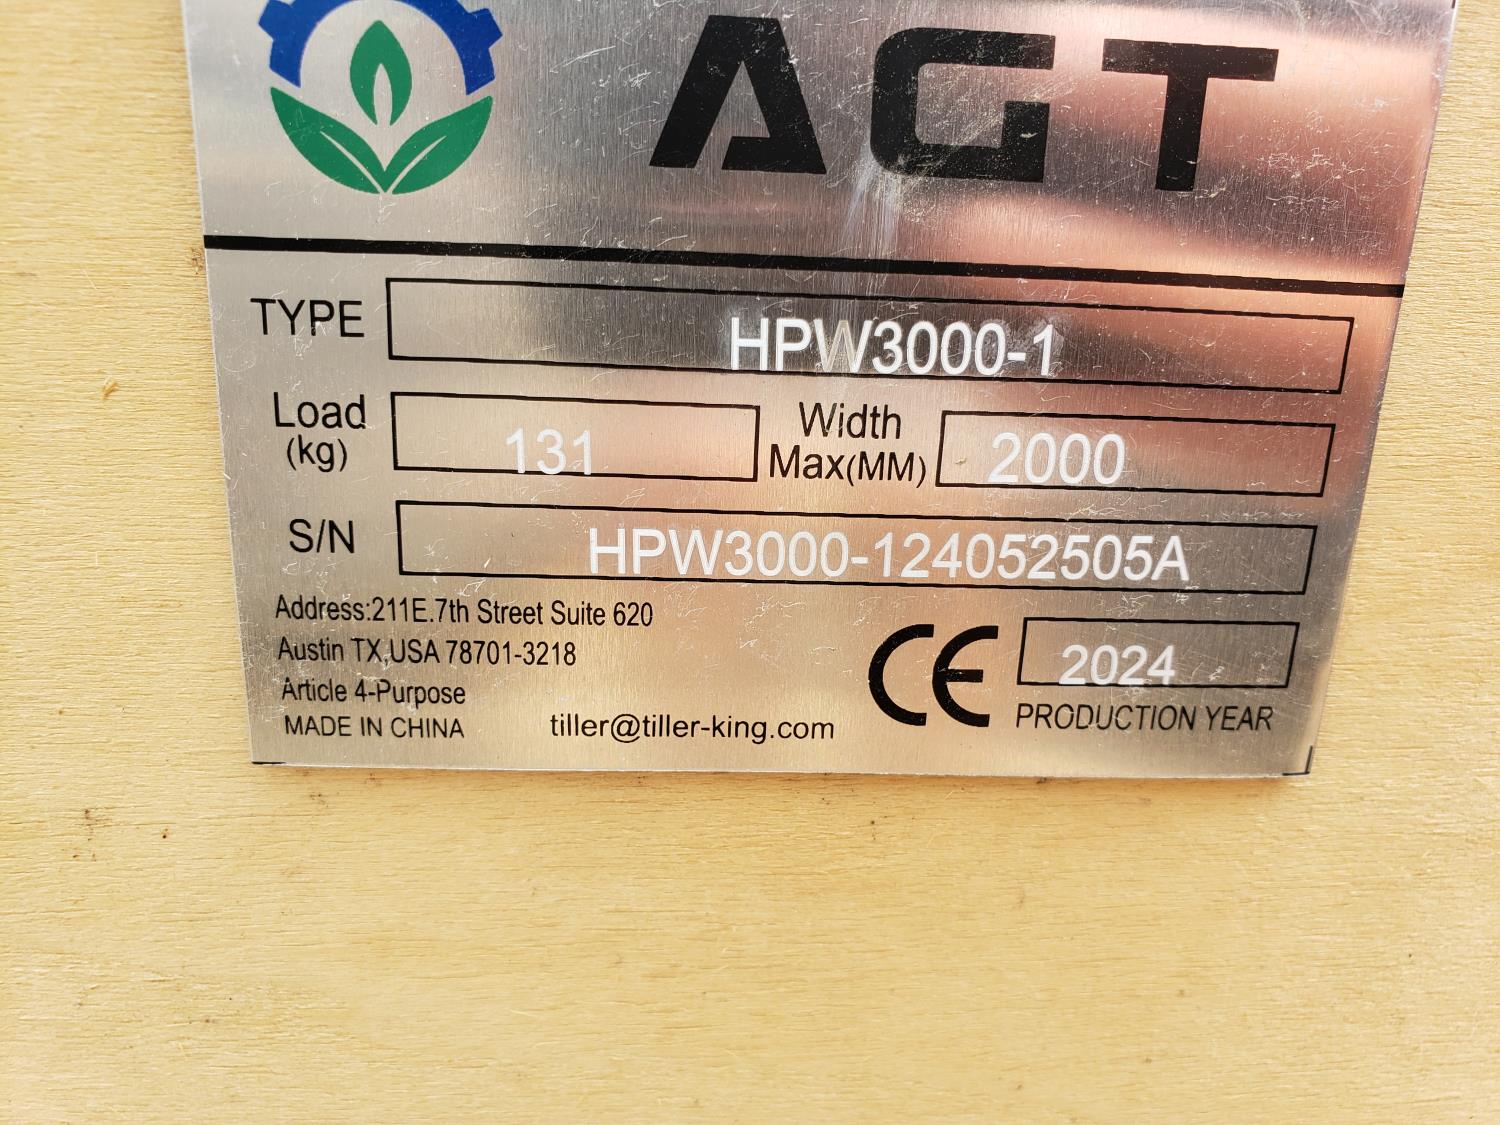 AGT
TYPE HPW3000-1
Load (kg) 131 Width Max(MM) 2000
S/N HPW3000-124052505A
Address:211E.7th Street Suite 620
Austin TX,USA 78701-3218
Article 4-Purpose
MADE IN CHINA
tiller@tiller-king.com
CE
2024
PRODUCTION YEAR